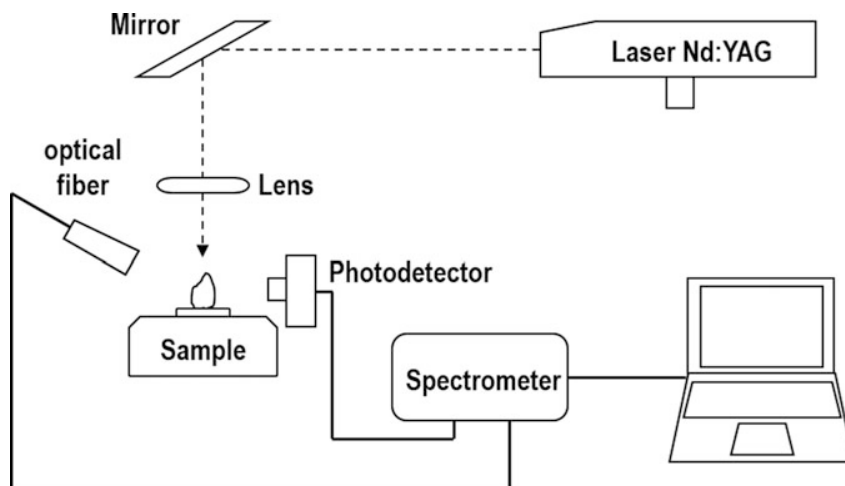 Mirror
Laser Nd:YAG
optical
fiber
Lens
Photodetector
Sample
Spectrometer